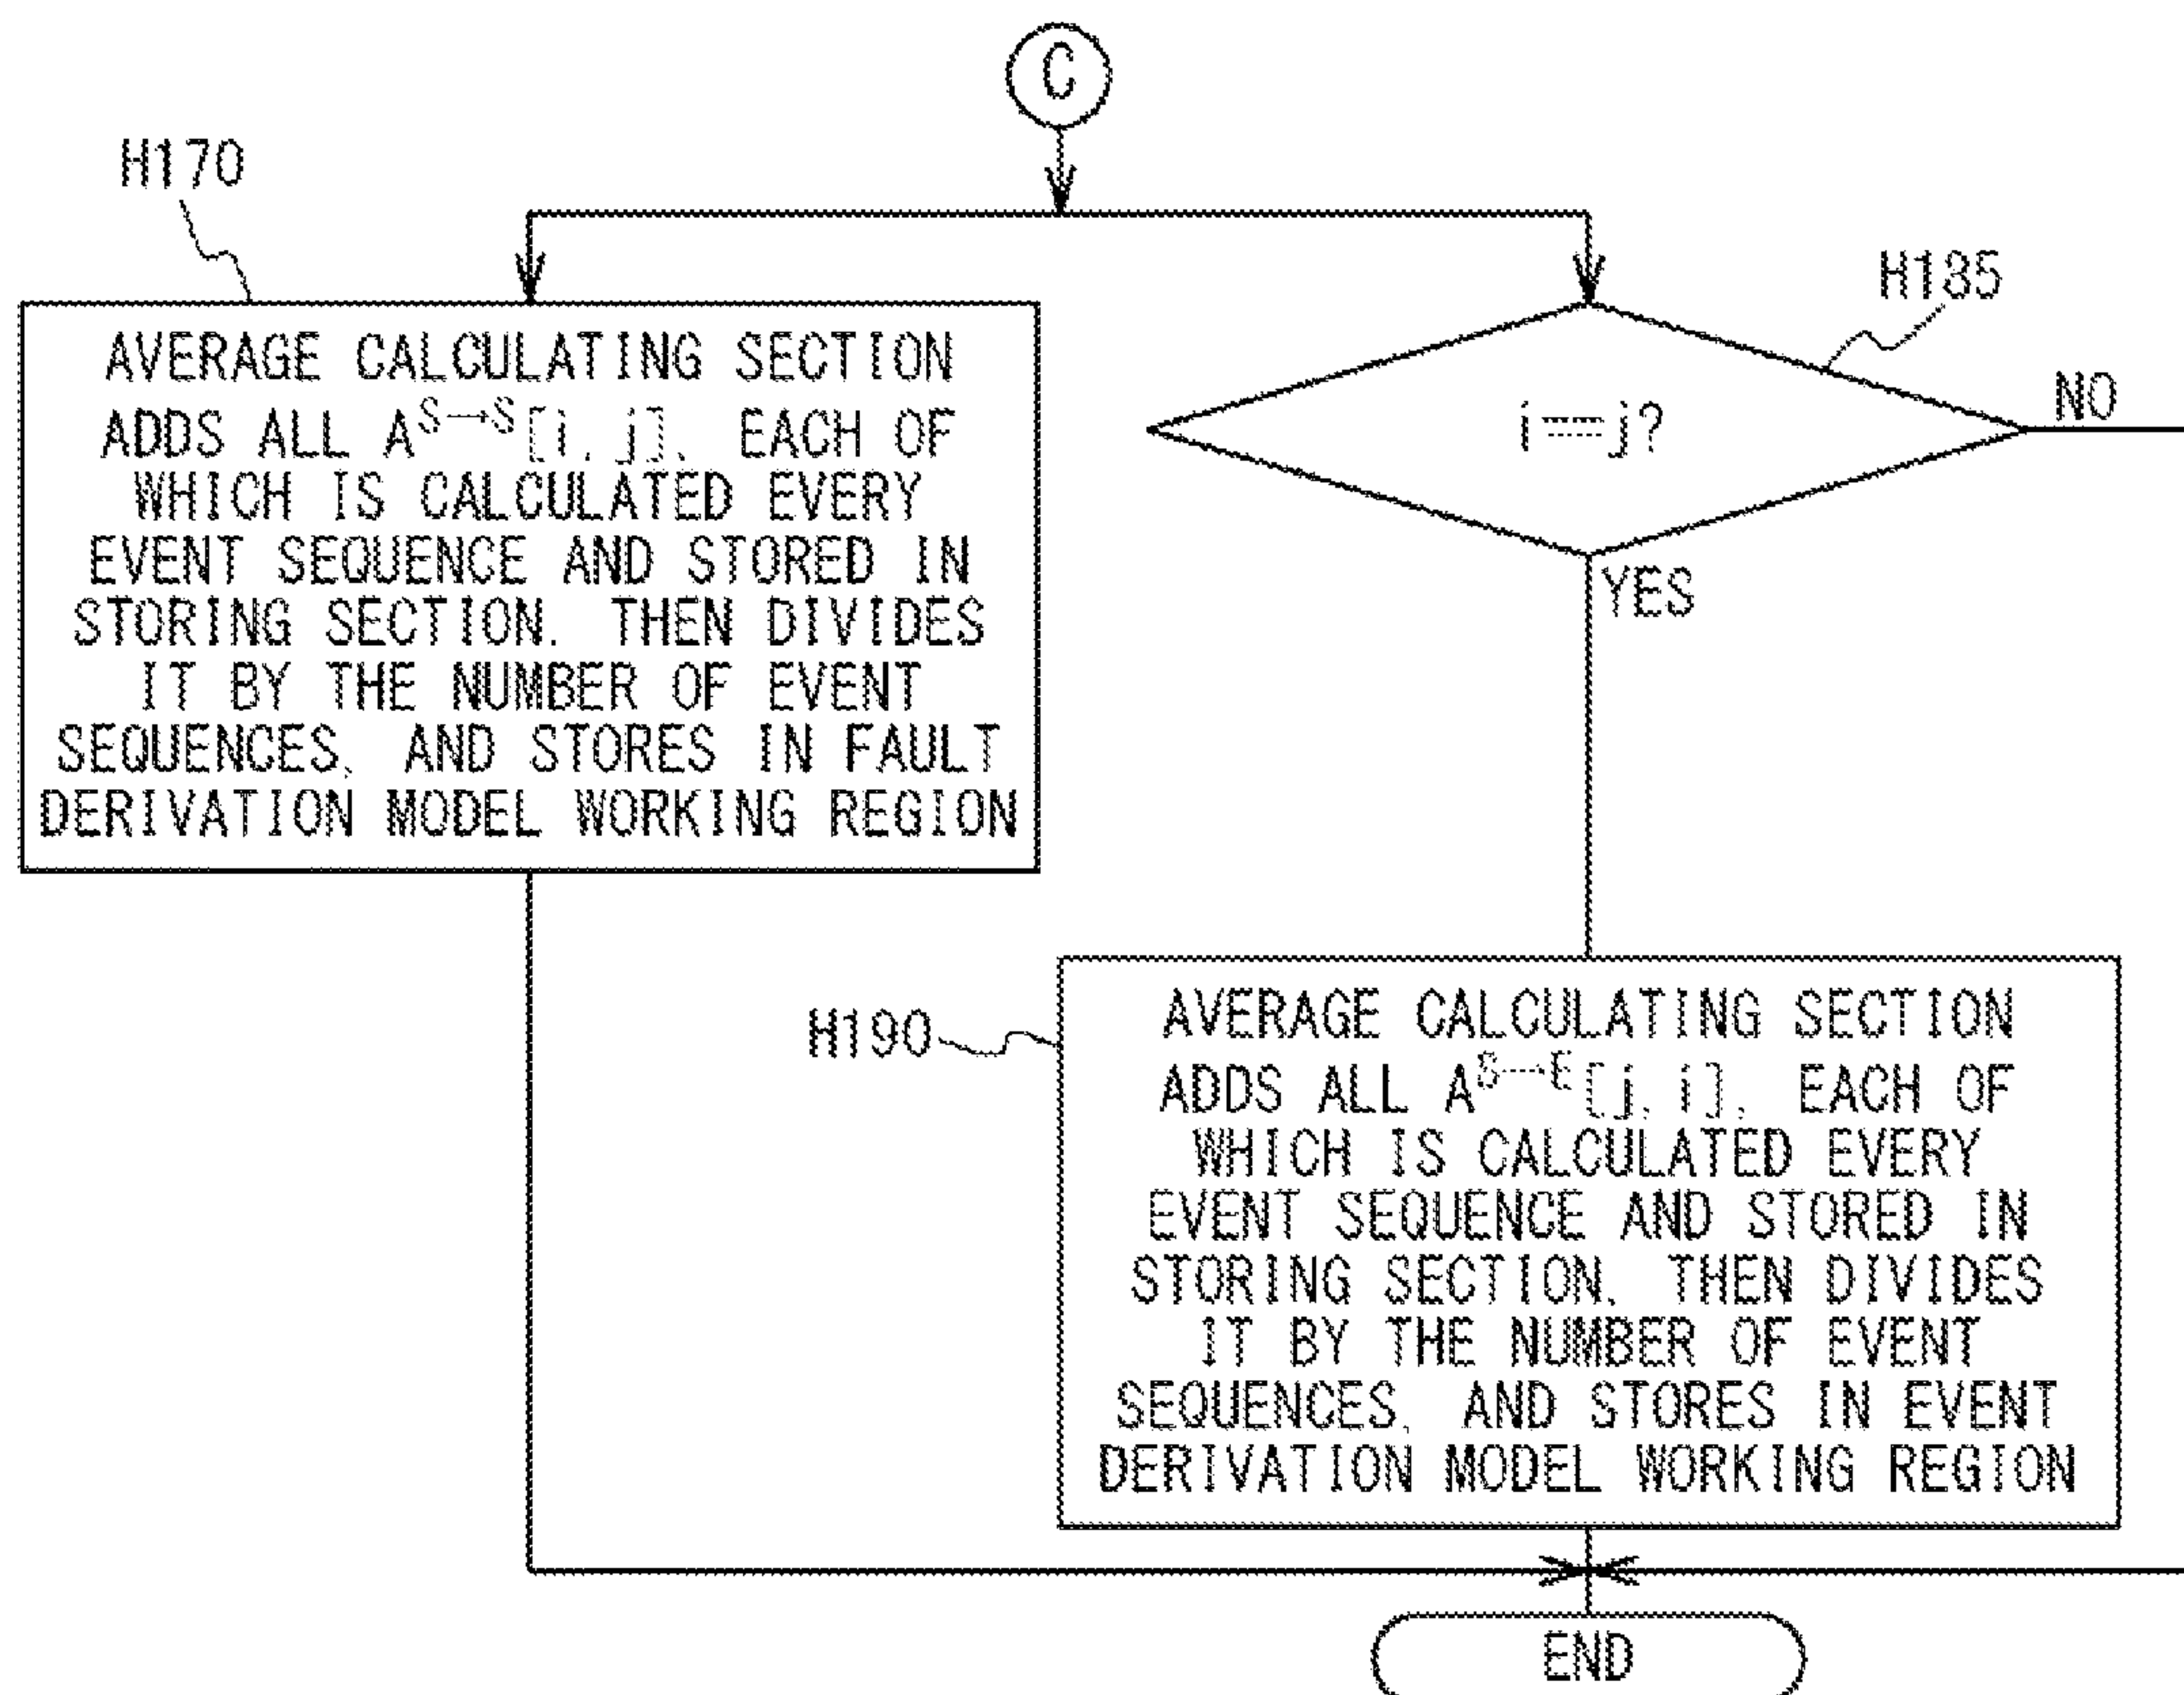 C
H170
AVERAGE CALCULATING SECTION
ADDS ALL A^S→S[i, j], EACH OF
WHICH IS CALCULATED EVERY
EVENT SEQUENCE AND STORED IN
STORING SECTION, THEN DIVIDES
IT BY THE NUMBER OF EVENT
SEQUENCES, AND STORES IN FAULT
DERIVATION MODEL WORKING REGION
H185
i==j?
NO
YES
H190
AVERAGE CALCULATING SECTION
ADDS ALL A^S→E[j, i], EACH OF
WHICH IS CALCULATED EVERY
EVENT SEQUENCE AND STORED IN
STORING SECTION, THEN DIVIDES
IT BY THE NUMBER OF EVENT
SEQUENCES, AND STORES IN EVENT
DERIVATION MODEL WORKING REGION
END